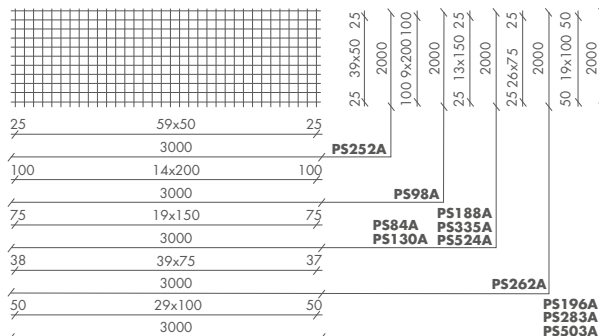 25 39x50 25
2000
100 9x200 100
2000
25 13x150 25
2000
25 26x75 25
2000
50 19x100 50
2000
25 59x50 25
3000
PS252A
100 14x200 100
3000
PS98A
75 19x150 75
PS84A PS188A
PS130A PS335A
PS524A
3000
38 39x75 37
3000
PS262A
50 29x100 50
PS196A
PS283A
PS503A
3000